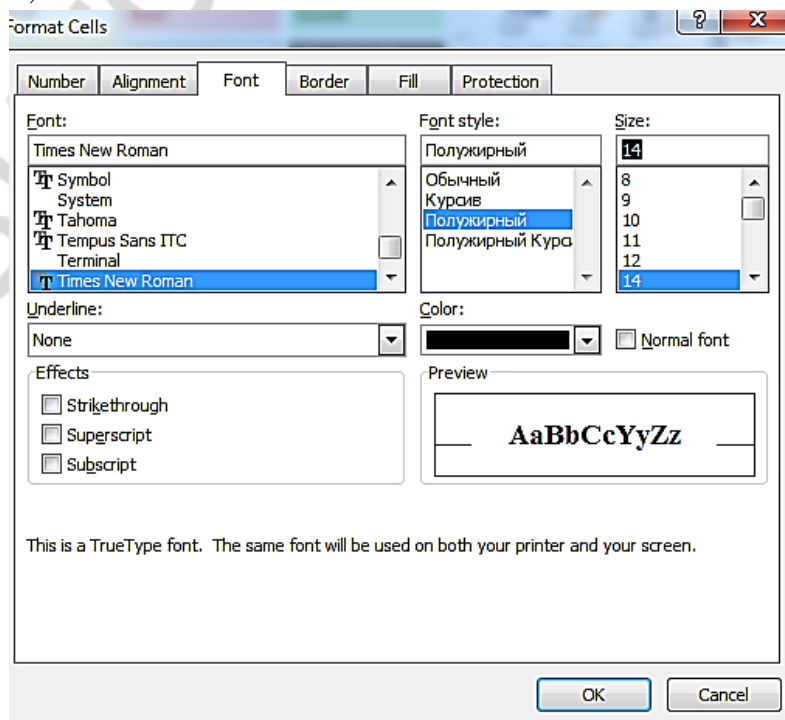 Format Cells
Number Alignment Font Border Fill Protection
Font: Font style: Size:
Times New Roman Полужирный 14
Symbol Обычный 8
System Курсив 9
Tahoma Полужирный 10
Tempus Sans ITC Полужирный Курси 11
Terminal 12
Times New Roman 14
Underline: Color:
None Normal font
Effects Preview
Strikethrough
Superscript AaBbCcYyZz
Subscript
This is a TrueType font. The same font will be used on both your printer and your screen.
OK Cancel